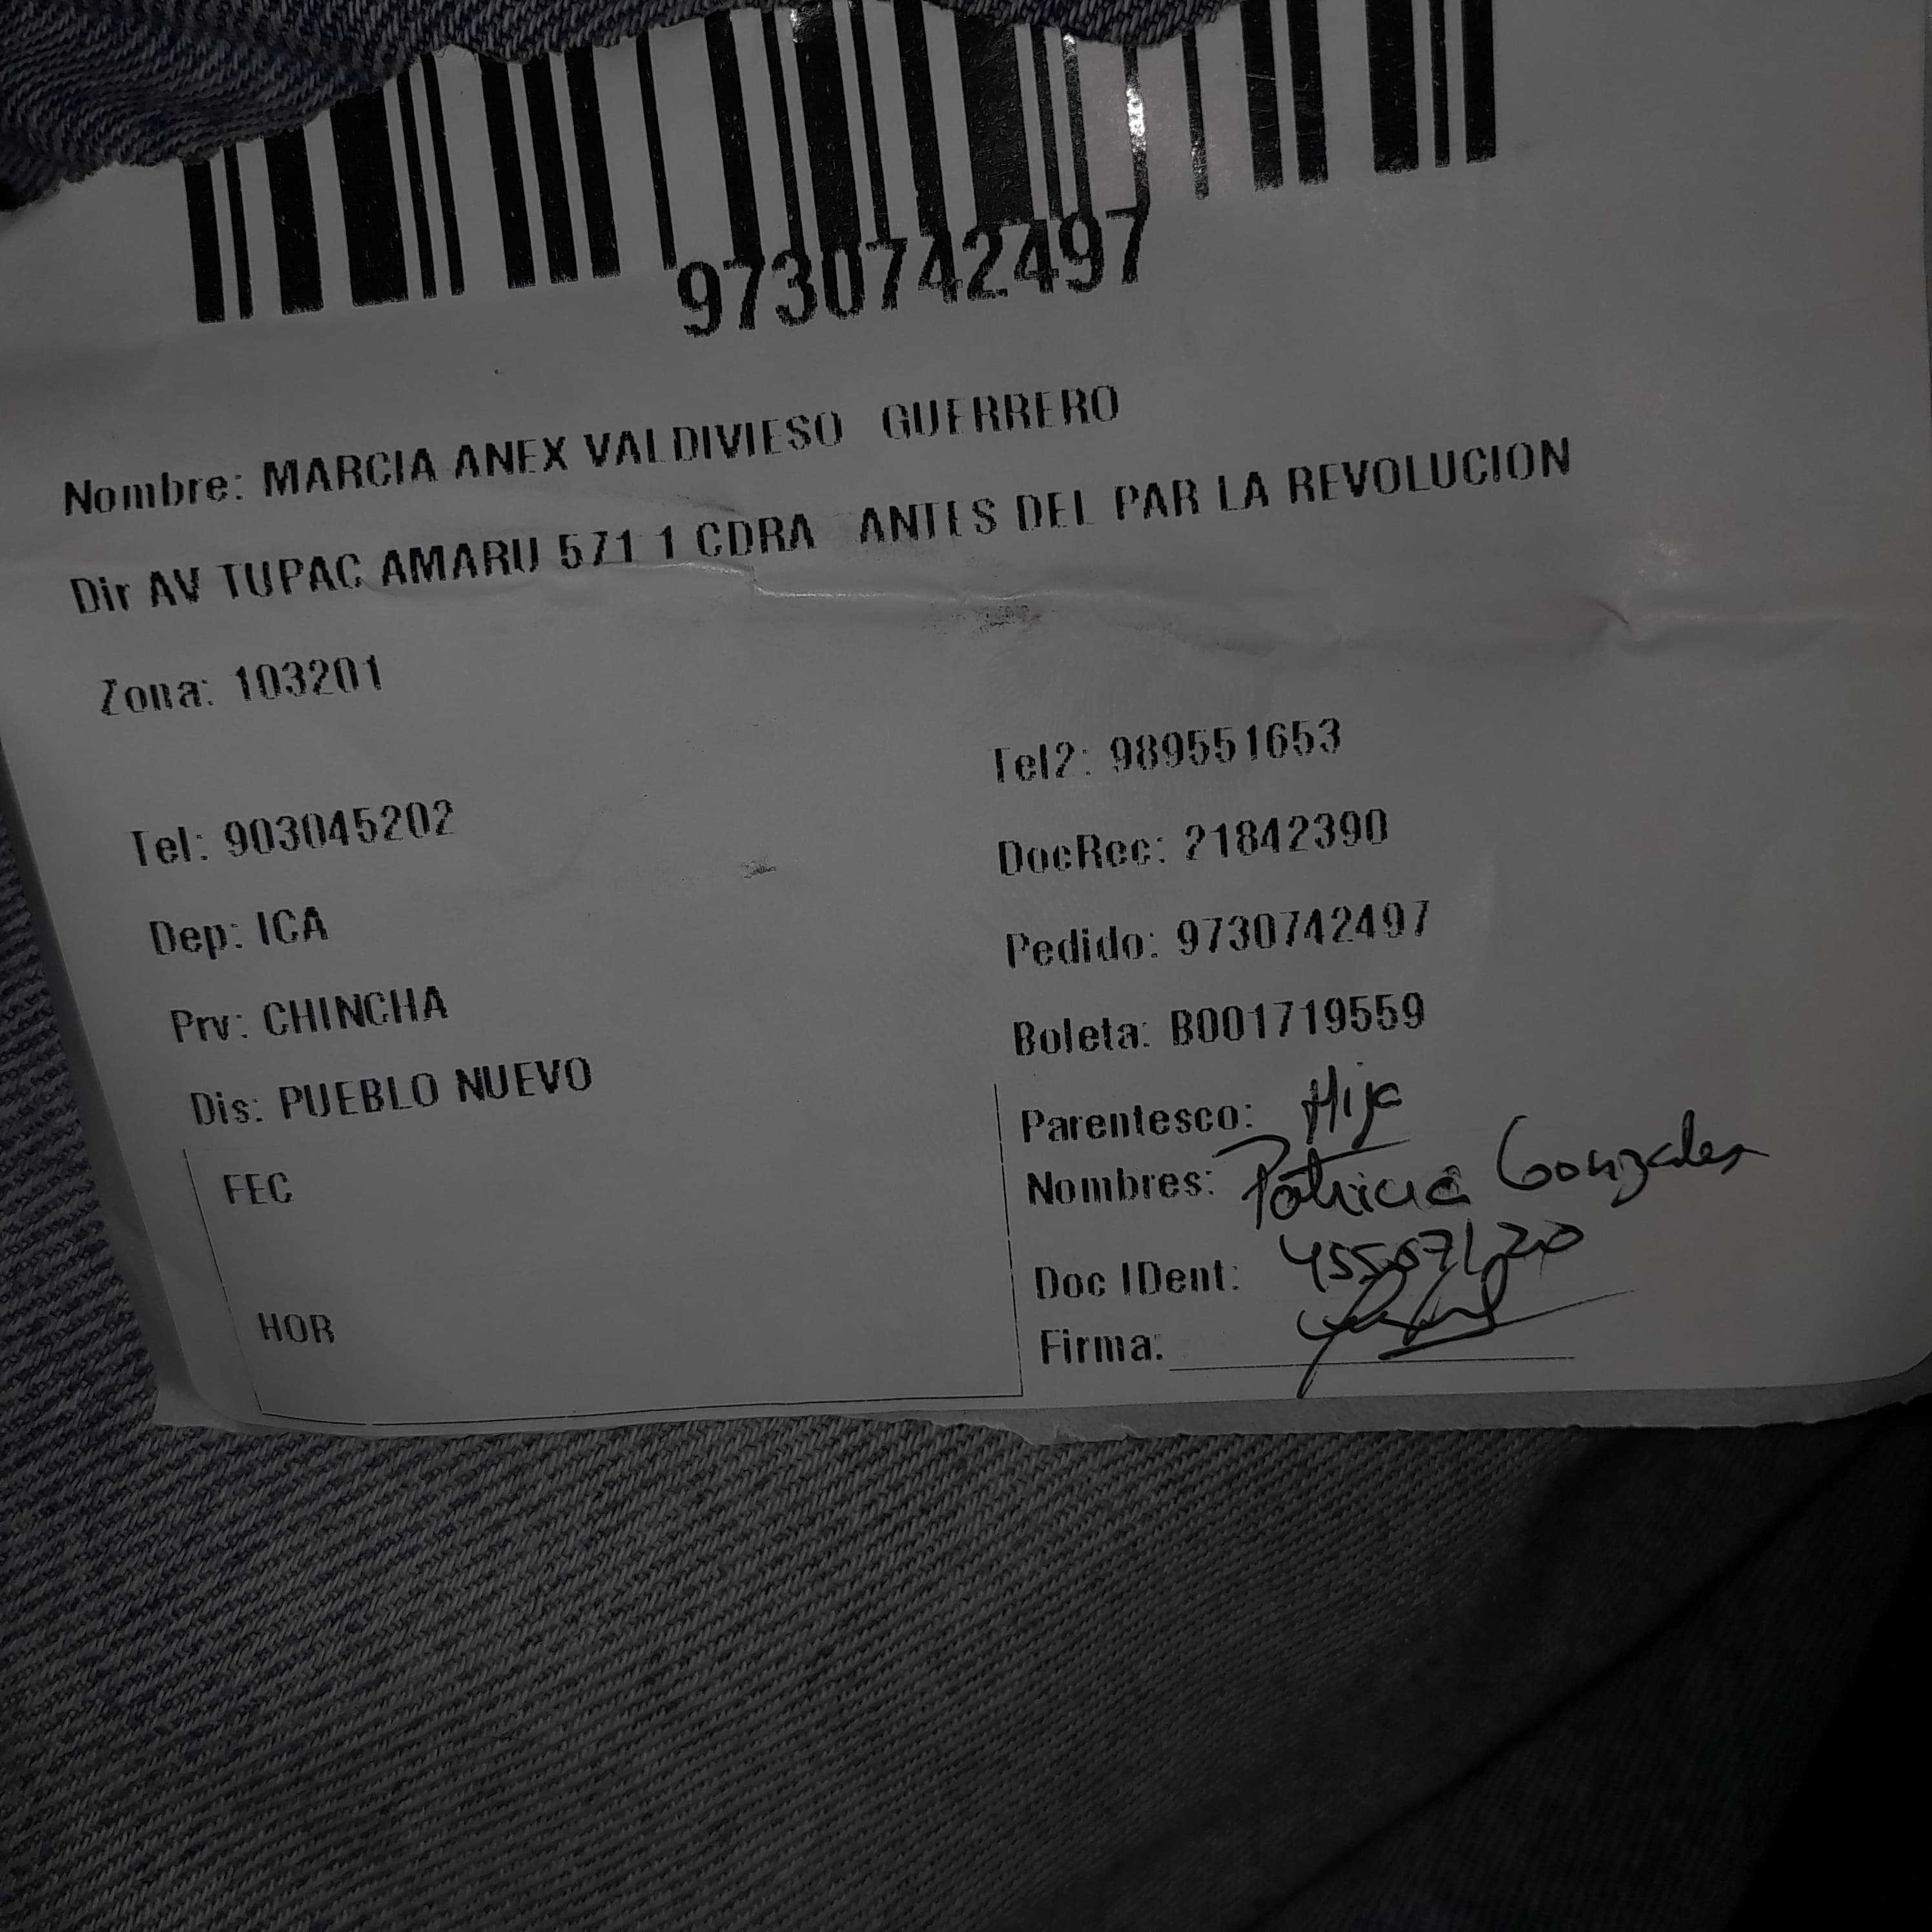 9730742497
Nombre: MARCIA ANEX VALDIVIESO GUERRERO
Dir AV TUPAC AMARU 571 1 CDRA ANTES DEL PAR LA REVOLUCION
Zona: 103201
Tel2: 989551653
Tel: 903045202
DocRec: 21842390
Dep: ICA
Pedido: 9730742497
Prv: CHINCHA
Boleta: B001719559
Dis: PUEBLO NUEVO
Parentesco: Hija
FEC
Nombres: Patricia Gonzales
Doc IDent:
HOR
Firma: